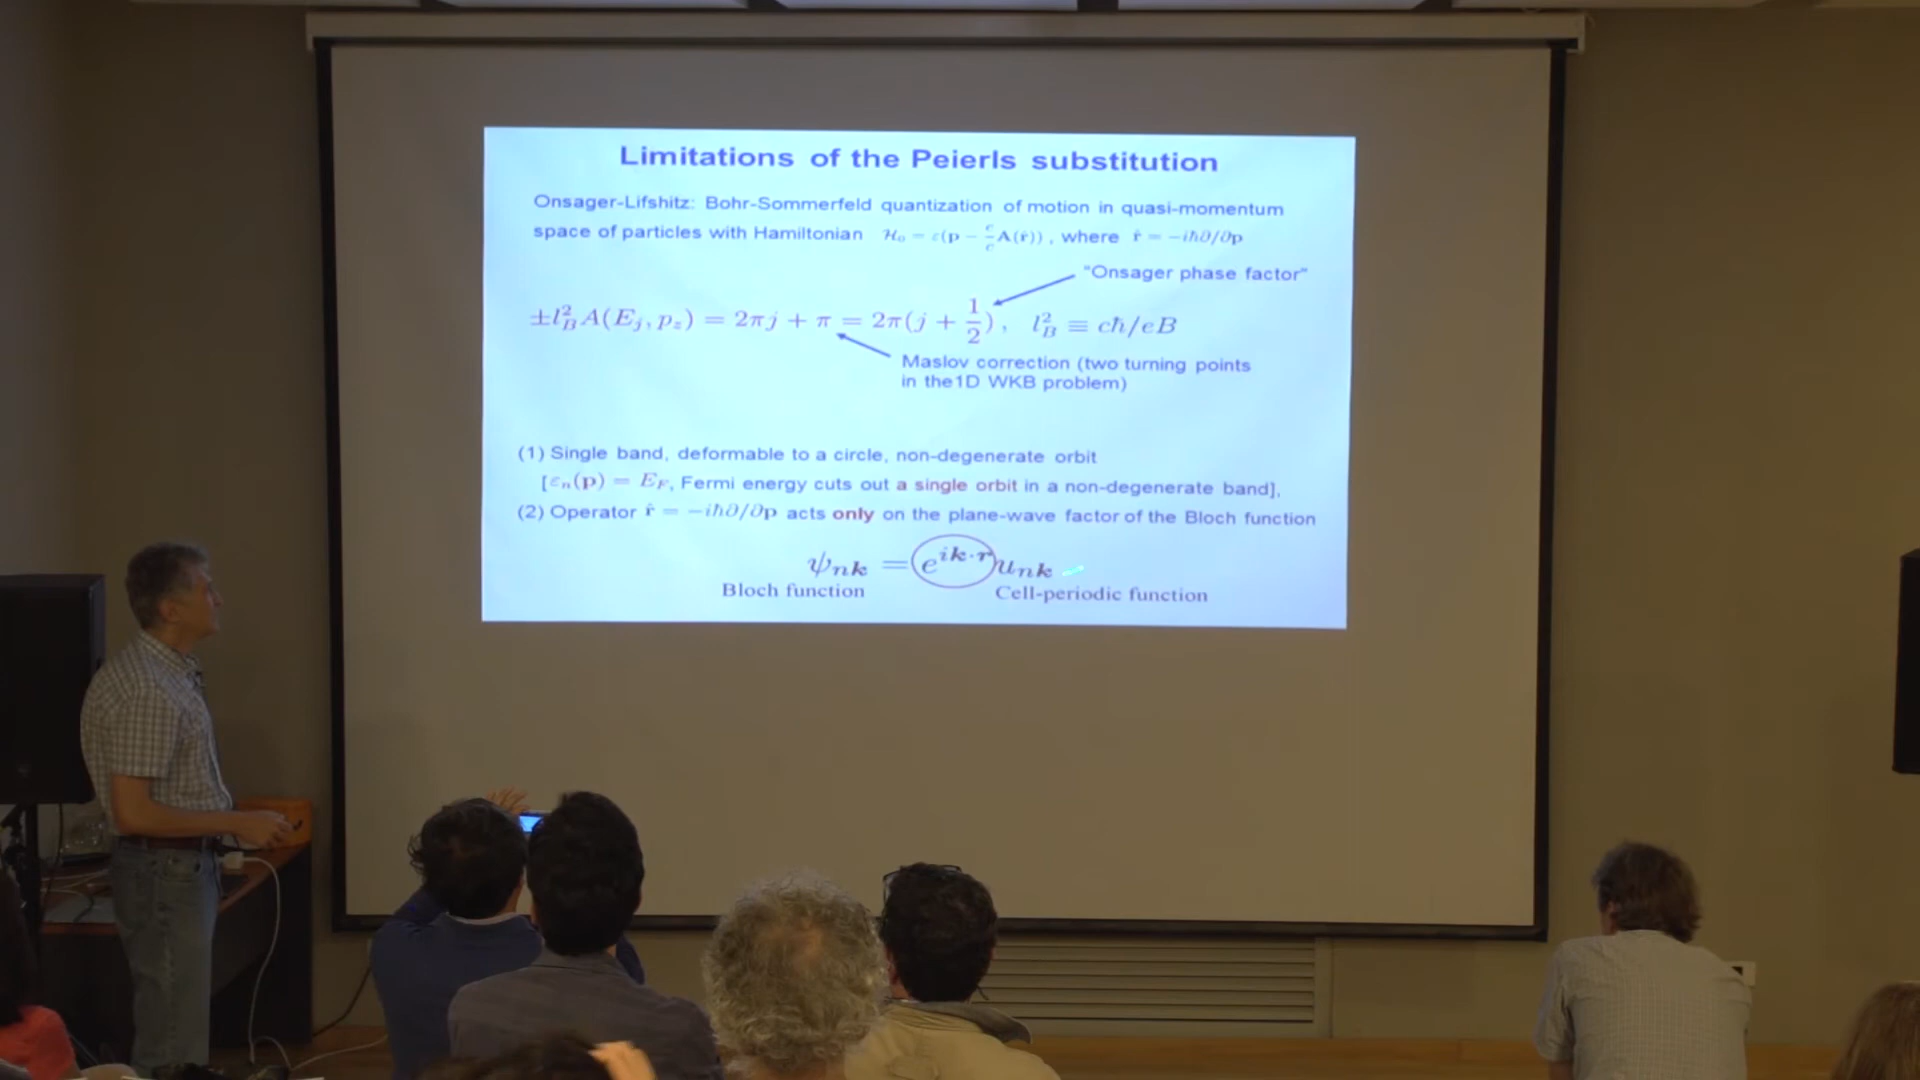 Limitations of the Peierls substitution
Onsager-Lifshitz: Bohr-Sommerfeld quantization of motion in quasi-momentum
space of particles with Hamiltonian H₀ = ε(p − e/c A(r̂)), where r̂ = −iħ∂/∂p
"Onsager phase factor"
±l_B² A(E_j, p_z) = 2πj + π = 2π(j + 1/2), l_B² ≡ cħ/eB
Maslov correction (two turning points
in the1D WKB problem)
(1) Single band, deformable to a circle, non-degenerate orbit
[ε_n(p) = E_F, Fermi energy cuts out a single orbit in a non-degenerate band],
(2) Operator r̂ = −iħ∂/∂p acts only on the plane-wave factor of the Bloch function
ψ_nk = e^{ik·r} u_nk
Bloch function
Cell-periodic function